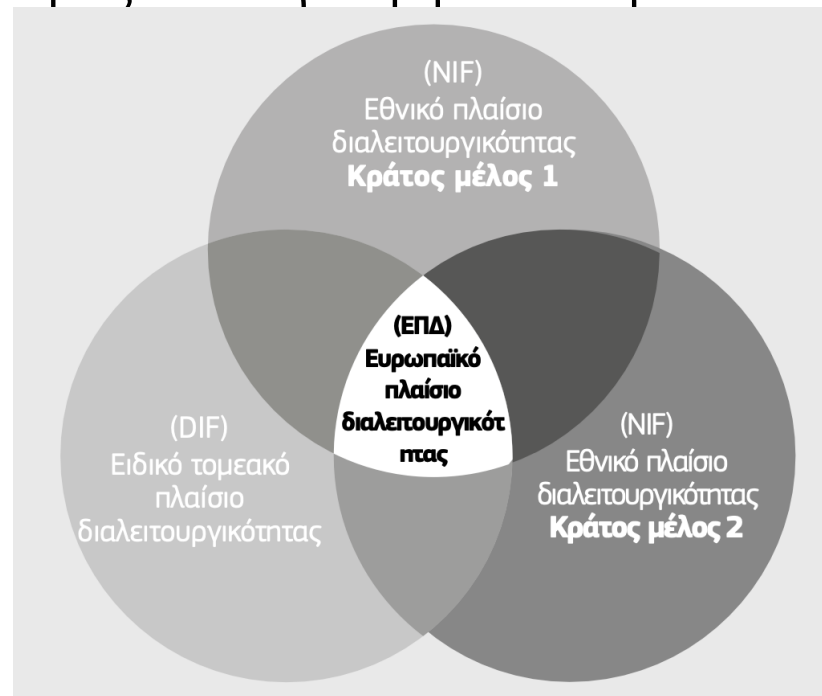 (NIF)
Εθνικό πλαίσιο
διαλειτουργικότητας
Κράτος μέλος 1
(ΕΠΔ)
Ευρωπαϊκό
πλαίσιο
διαλειτουργικότ
ητας
(DIF)
Ειδικό τομεακό
πλαίσιο
διαλειτουργικότητας
(NIF)
Εθνικό πλαίσιο
διαλειτουργικότητας
Κράτος μέλος 2